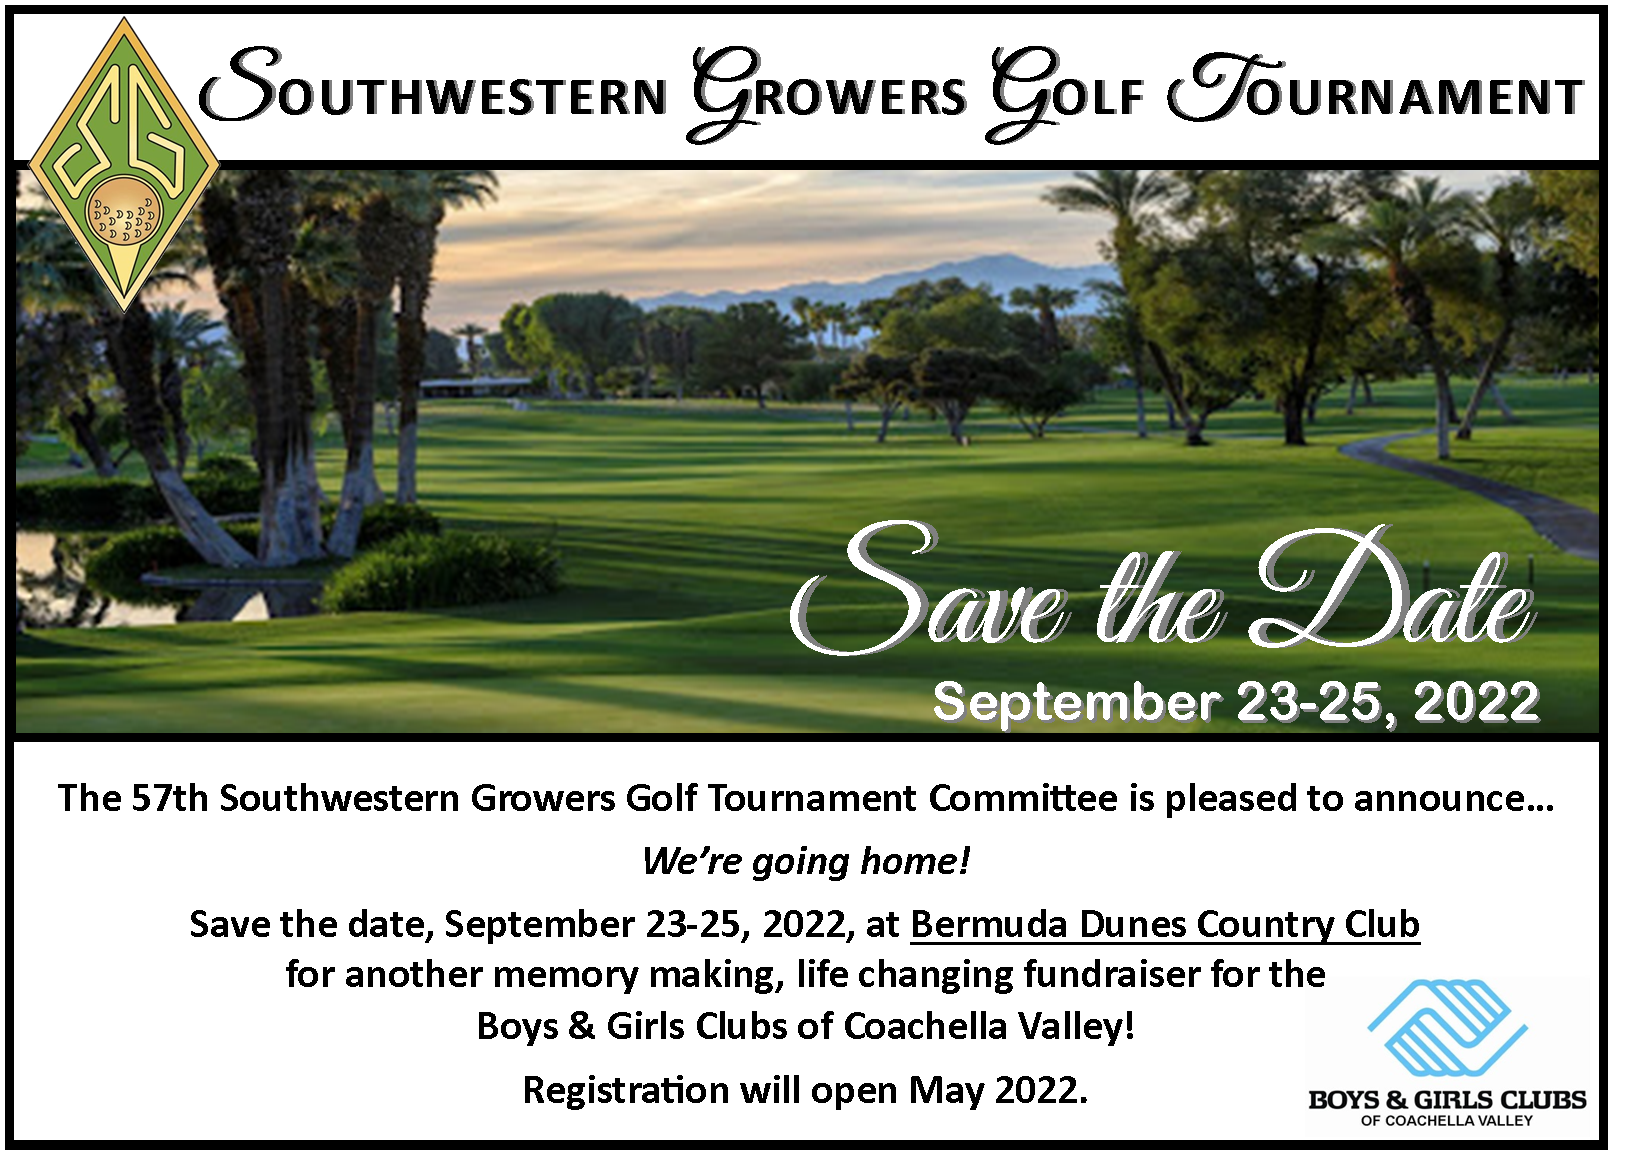 SG
SOUTHWESTERN GROWERS GOLF TOURNAMENT
Save the Date
September 23-25, 2022
The 57th Southwestern Growers Golf Tournament Committee is pleased to announce…
We’re going home!
Save the date, September 23-25, 2022, at Bermuda Dunes Country Club
for another memory making, life changing fundraiser for the
Boys & Girls Clubs of Coachella Valley!
Registration will open May 2022.
BOYS & GIRLS CLUBS
OF COACHELLA VALLEY